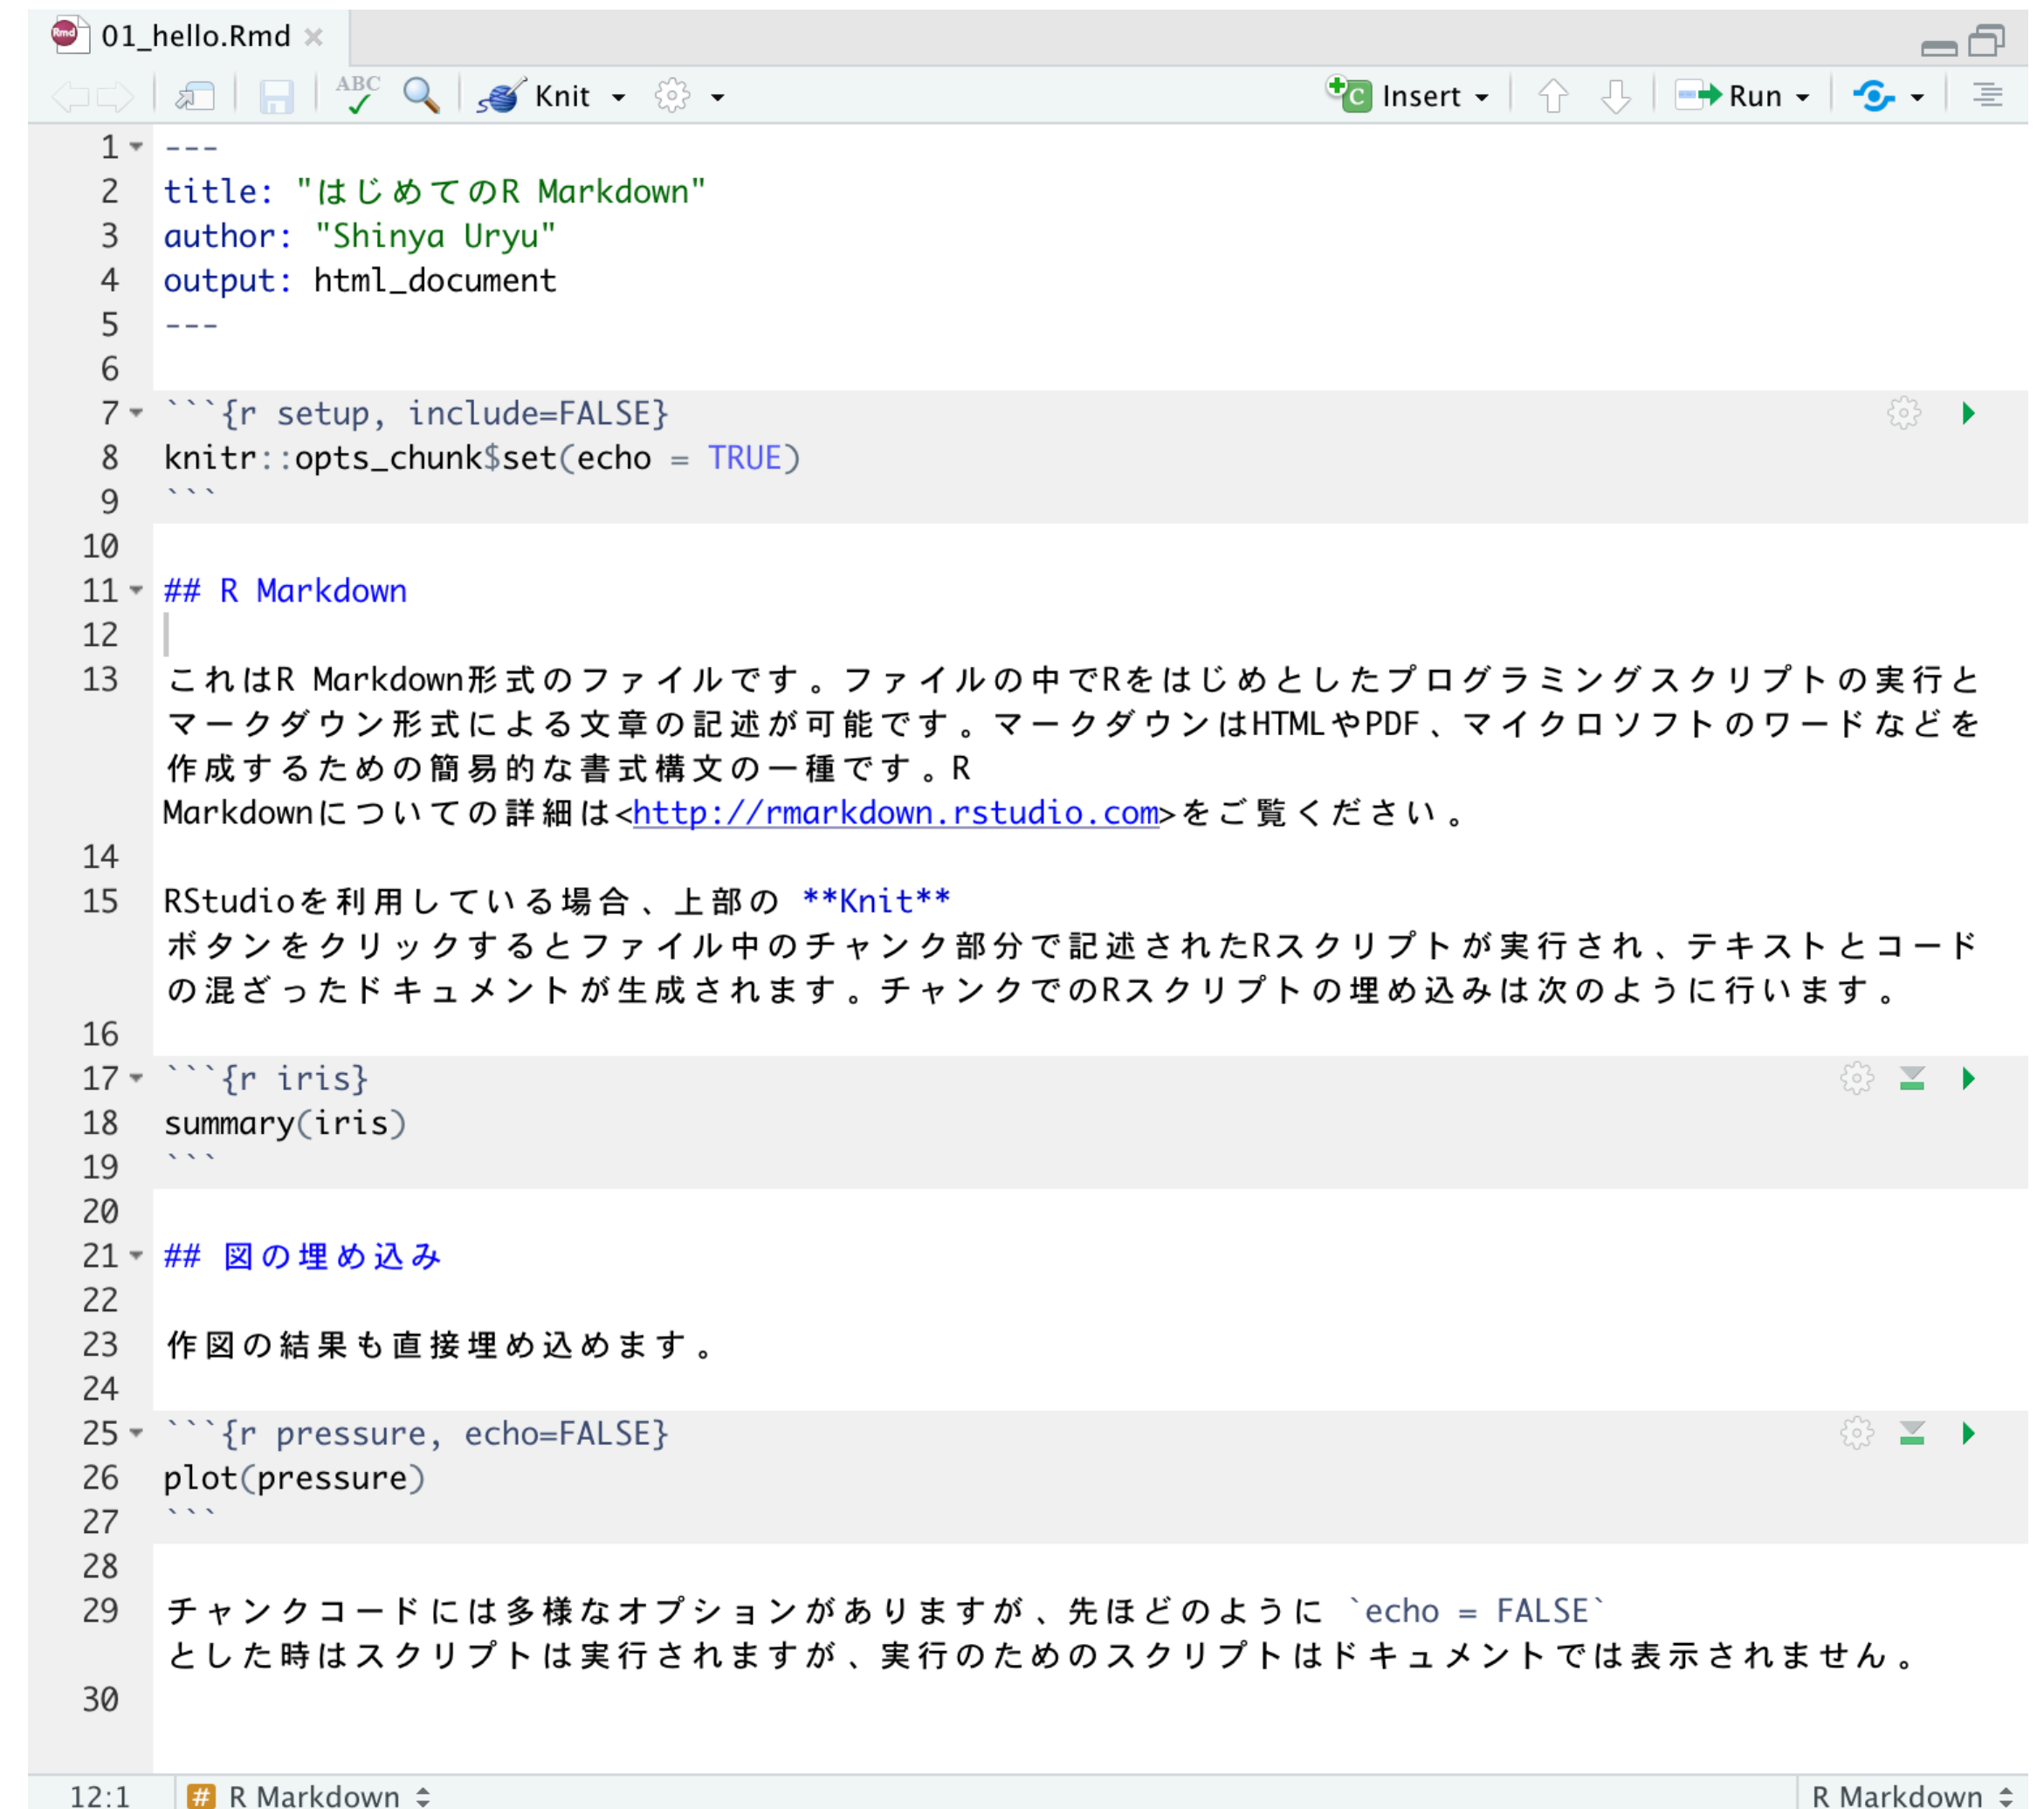 01_hello.Rmd
ABC Knit Insert Run
1 ---
2 title: "はじめてのR Markdown"
3 author: "Shinya Uryu"
4 output: html_document
5 ---
6
7 ```{r setup, include=FALSE}
8 knitr::opts_chunk$set(echo = TRUE)
9 ```
10
11 ## R Markdown
12
13 これはR Markdown形式のファイルです。ファイルの中でRをはじめとしたプログラミングスクリプトの実行と
マークダウン形式による文章の記述が可能です。マークダウンはHTMLやPDF、マイクロソフトのワードなどを
作成するための簡易的な書式構文の一種です。R
Markdownについての詳細は<http://rmarkdown.rstudio.com>をご覧ください。
14
15 RStudioを利用している場合、上部の **Knit**
ボタンをクリックするとファイル中のチャンク部分で記述されたRスクリプトが実行され、テキストとコード
の混ざったドキュメントが生成されます。チャンクでのRスクリプトの埋め込みは次のように行います。
16
17 ```{r iris}
18 summary(iris)
19 ```
20
21 ## 図の埋め込み
22
23 作図の結果も直接埋め込めます。
24
25 ```{r pressure, echo=FALSE}
26 plot(pressure)
27 ```
28
29 チャンクコードには多様なオプションがありますが、先ほどのように `echo = FALSE`
とした時はスクリプトは実行されますが、実行のためのスクリプトはドキュメントでは表示されません。
30
12:1 # R Markdown R Markdown